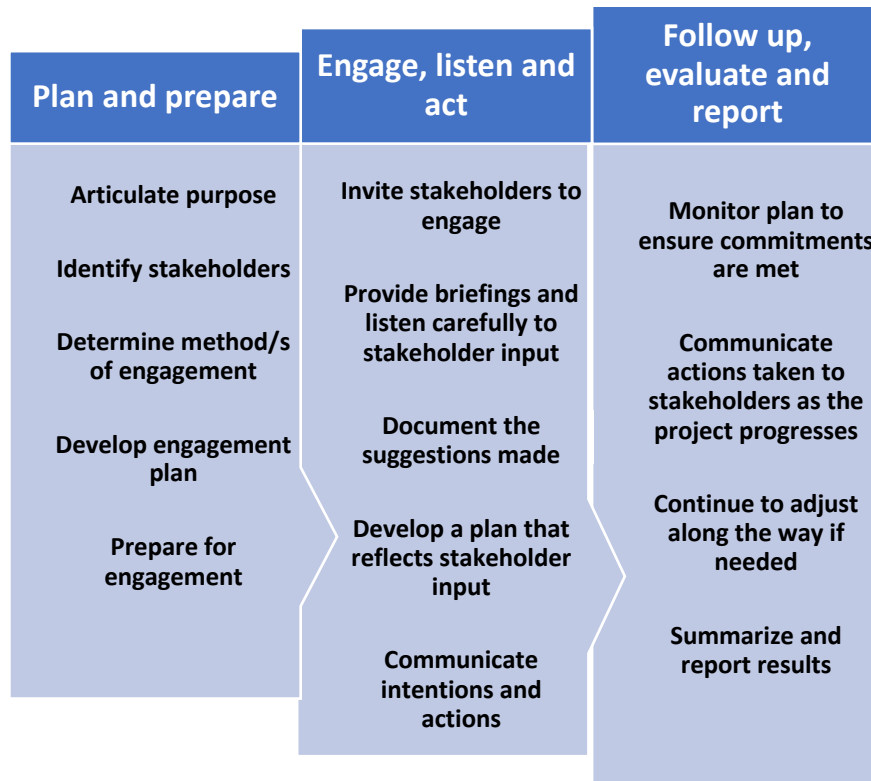 Plan and prepare
Articulate purpose
Identify stakeholders
Determine method/s
of engagement
Develop engagement
plan
Prepare for
engagement
Engage, listen and
act
Invite stakeholders to
engage
Provide briefings and
listen carefully to
stakeholder input
Document the
suggestions made
Develop a plan that
reflects stakeholder
input
Communicate
intentions and
actions
Follow up,
evaluate and
report
Monitor plan to
ensure commitments
are met
Communicate
actions taken to
stakeholders as the
project progresses
Continue to adjust
along the way if
needed
Summarize and
report results